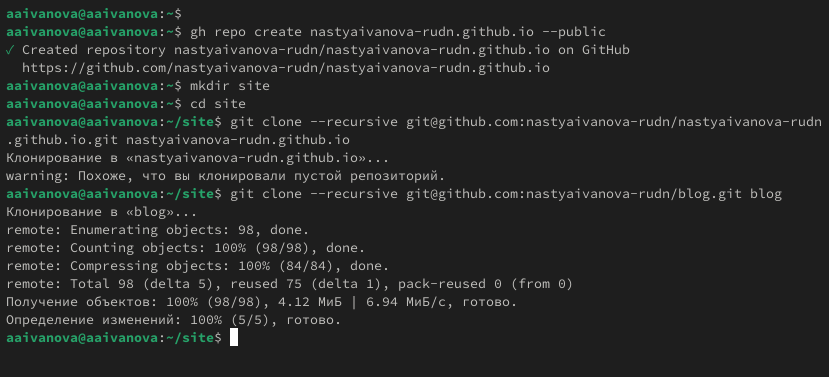 aaivanova@aaivanova:~$
aaivanova@aaivanova:~$ gh repo create nastyaivanova-rudn.github.io --public
✓ Created repository nastyaivanova-rudn/nastyaivanova-rudn.github.io on GitHub
  https://github.com/nastyaivanova-rudn/nastyaivanova-rudn.github.io
aaivanova@aaivanova:~$ mkdir site
aaivanova@aaivanova:~$ cd site
aaivanova@aaivanova:~/site$ git clone --recursive git@github.com:nastyaivanova-rudn/nastyaivanova-rudn
.github.io.git nastyaivanova-rudn.github.io
Клонирование в «nastyaivanova-rudn.github.io»...
warning: Похоже, что вы клонировали пустой репозиторий.
aaivanova@aaivanova:~/site$ git clone --recursive git@github.com:nastyaivanova-rudn/blog.git blog
Клонирование в «blog»...
remote: Enumerating objects: 98, done.
remote: Counting objects: 100% (98/98), done.
remote: Compressing objects: 100% (84/84), done.
remote: Total 98 (delta 5), reused 75 (delta 1), pack-reused 0 (from 0)
Получение объектов: 100% (98/98), 4.12 МиБ | 6.94 МиБ/с, готово.
Определение изменений: 100% (5/5), готово.
aaivanova@aaivanova:~/site$